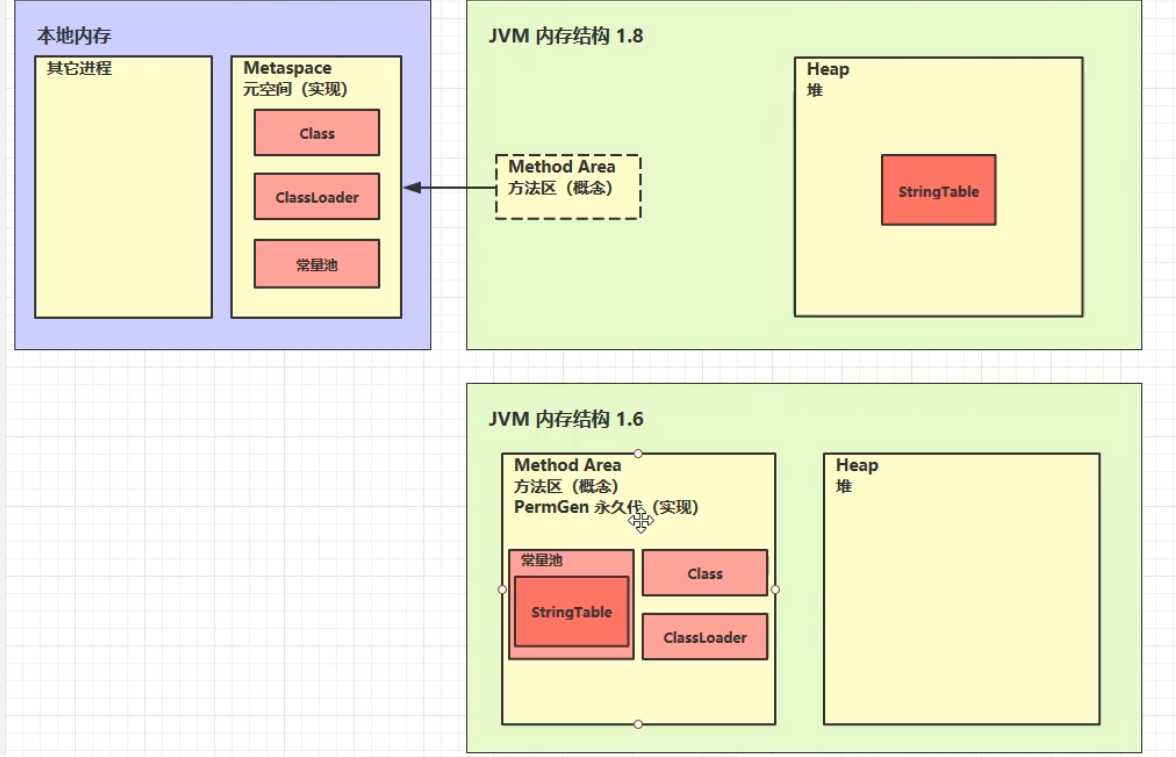 本地内存
其它进程
Metaspace
元空间（实现）
Class
ClassLoader
常量池
JVM 内存结构 1.8
Method Area
方法区（概念）
Heap
堆
StringTable
JVM 内存结构 1.6
Method Area
方法区（概念）
PermGen 永久代（实现）
常量池
StringTable
Class
ClassLoader
Heap
堆